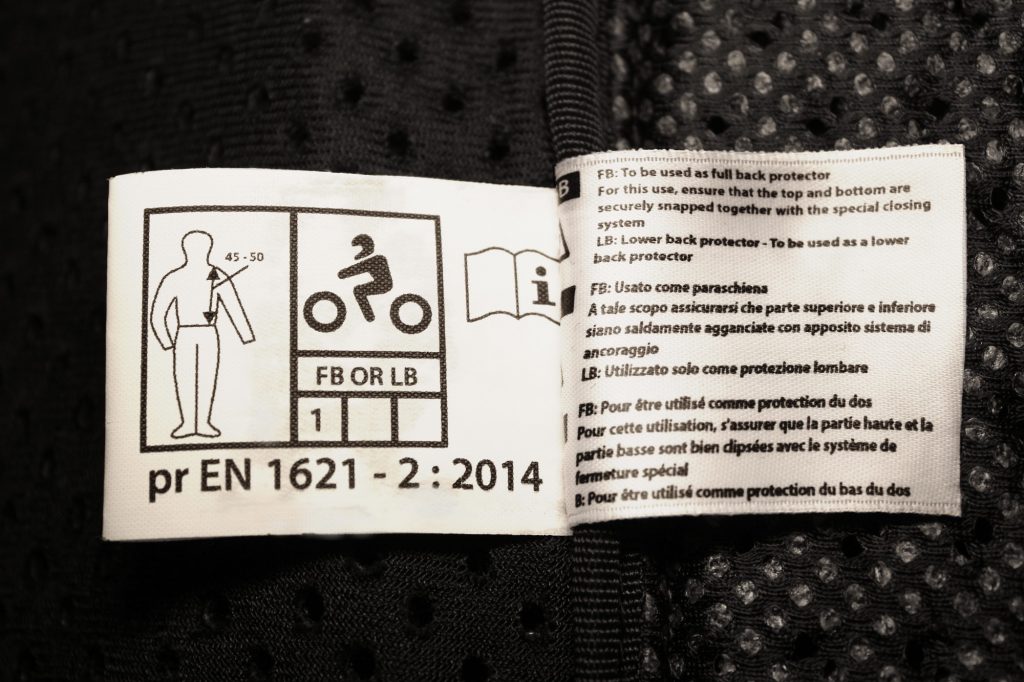 45 - 50
FB OR LB
1
pr EN 1621 - 2 : 2014
i
B
FB: To be used as full back protector
For this use, ensure that the top and bottom are
securely snapped together with the special closing
system
LB: Lower back protector - To be used as a lower
back protector
FB: Usato come paraschiena
A tale scopo assicurarsi che parte superiore e inferiore
siano saldamente agganciate con apposito sistema di
ancoraggio
LB: Utilizzato solo come protezione lombare
FB: Pour être utilisé comme protection du dos
Pour cette utilisation, s'assurer que la partie haute et la
partie basse sont bien clipsées avec le système de
fermeture spécial
B: Pour être utilisé comme protection du bas du dos